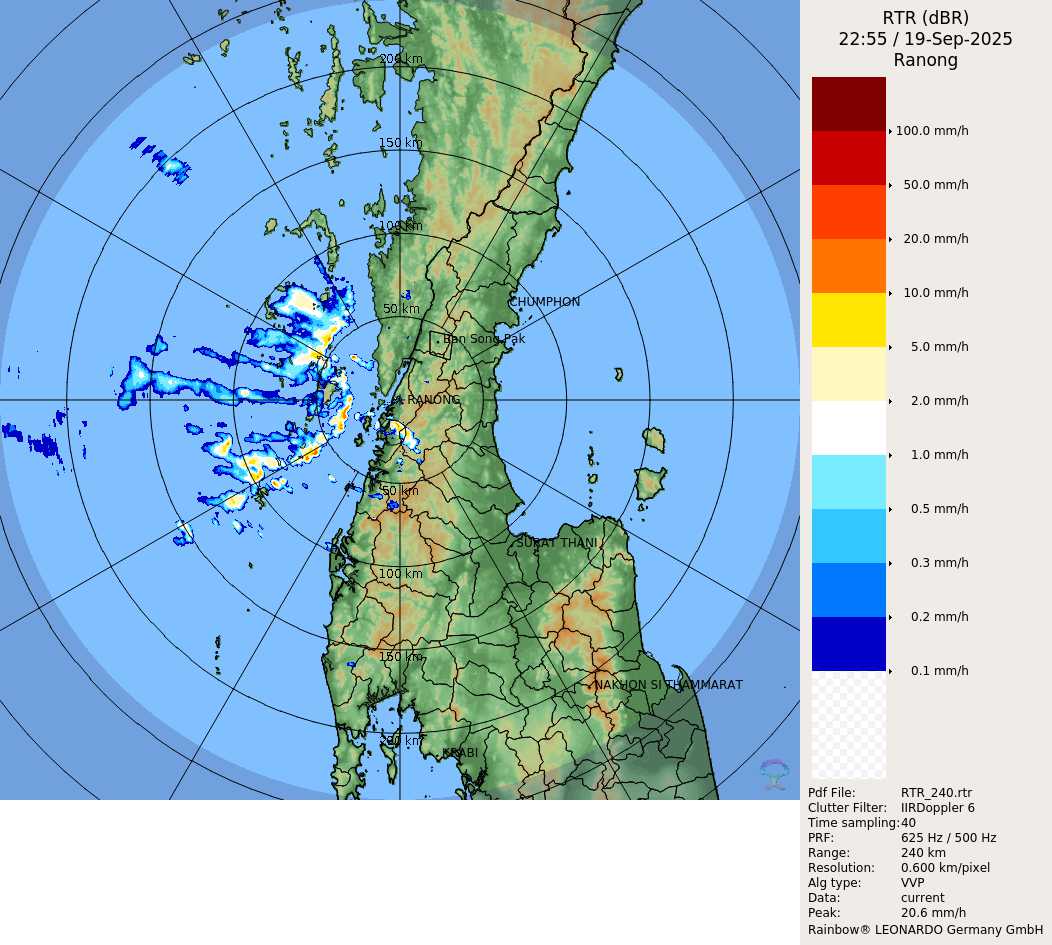 RTR (dBR)
22:55 / 19-Sep-2025
Ranong
100.0 mm/h
50.0 mm/h
20.0 mm/h
10.0 mm/h
5.0 mm/h
2.0 mm/h
1.0 mm/h
0.5 mm/h
0.3 mm/h
0.2 mm/h
0.1 mm/h
Pdf File: RTR_240.rtr
Clutter Filter: IIRDoppler 6
Time sampling: 40
PRF: 625 Hz / 500 Hz
Range: 240 km
Resolution: 0.600 km/pixel
Alg type: VVP
Data: current
Peak: 20.6 mm/h
Rainbow® LEONARDO Germany GmbH
200 km
150 km
100 km
50 km
CHUMPHON
Ban Song Pak
RANONG
50 km
SURAT THANI
100 km
150 km
NAKHON SI THAMMARAT
200 km
KRABI